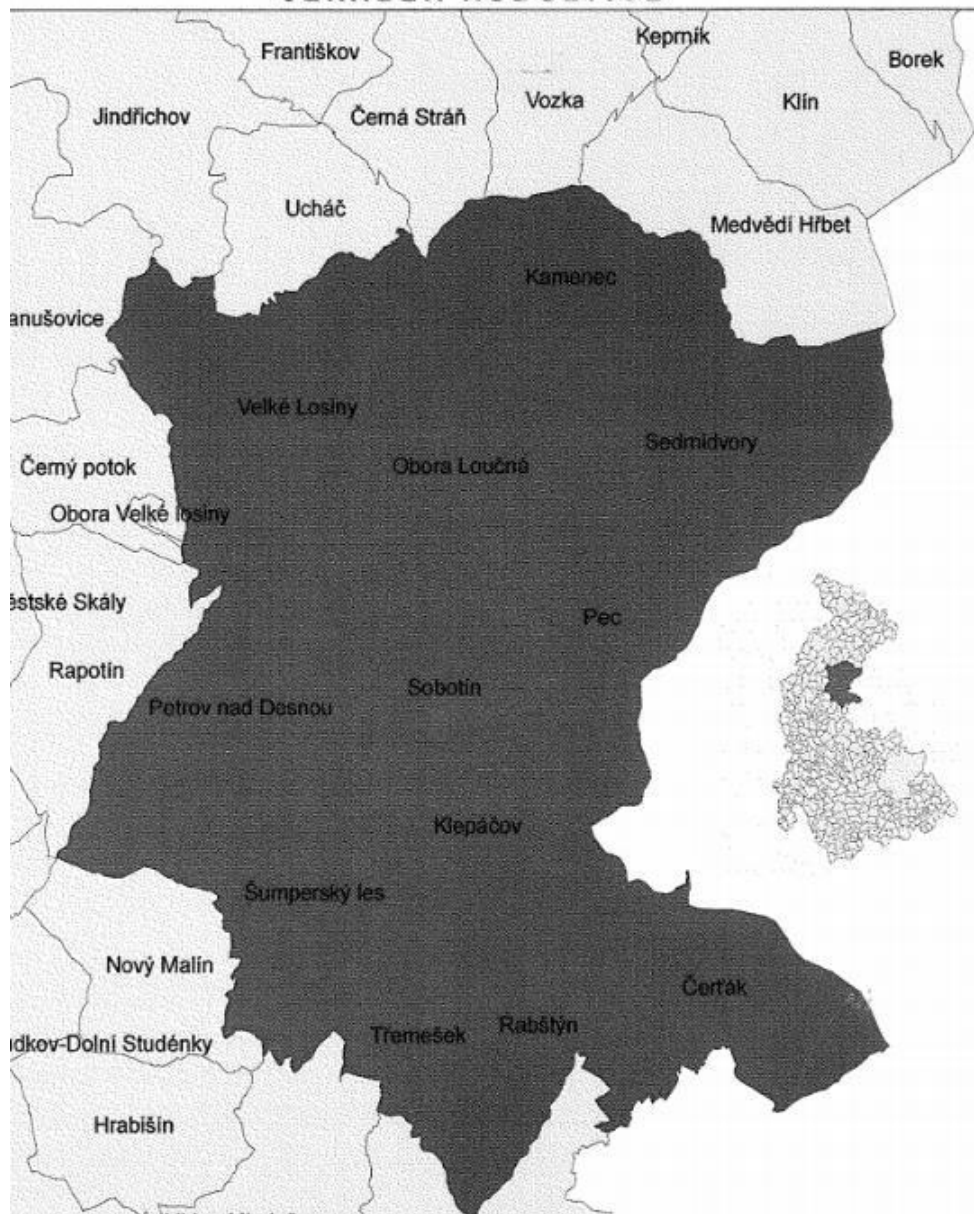 Keprník
Františkov
Borek
Vozka
Klín
Jindřichov
Černá Stráň
Ucháč
Medvědí Hřbet
Kamenec
anušovice
Velké Losiny
Sedmidvory
Obora Loučná
Černý potok
Obora Velké losiny
ěstské Skály
Pec
Rapotín
Sobotín
Petrov nad Desnou
Klepáčov
Šumperský les
Nový Malín
Čerťák
Rabštýn
Třemešek
udkov-Dolní Studénky
Hrabišín